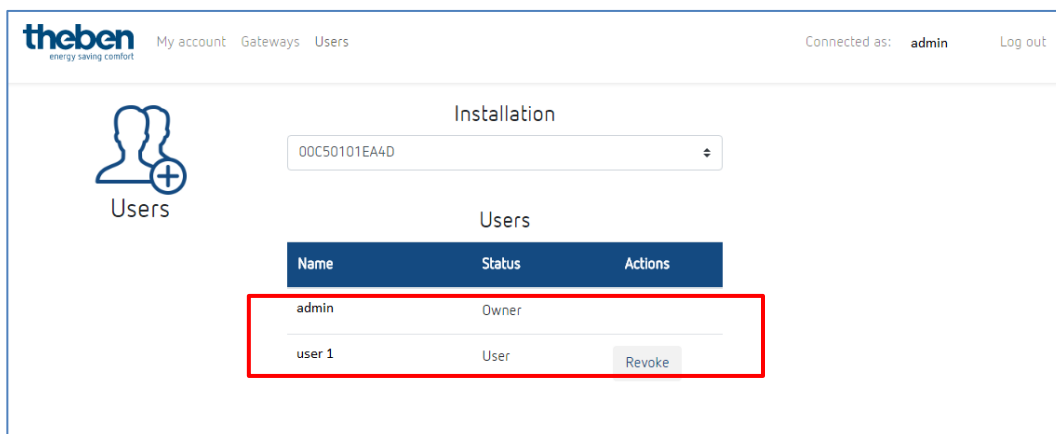 theben
energy saving comfort
My account Gateways Users
Connected as: admin Log out
Users
Installation
00C50101EA4D
Users
Name Status Actions
admin Owner
user 1 User Revoke